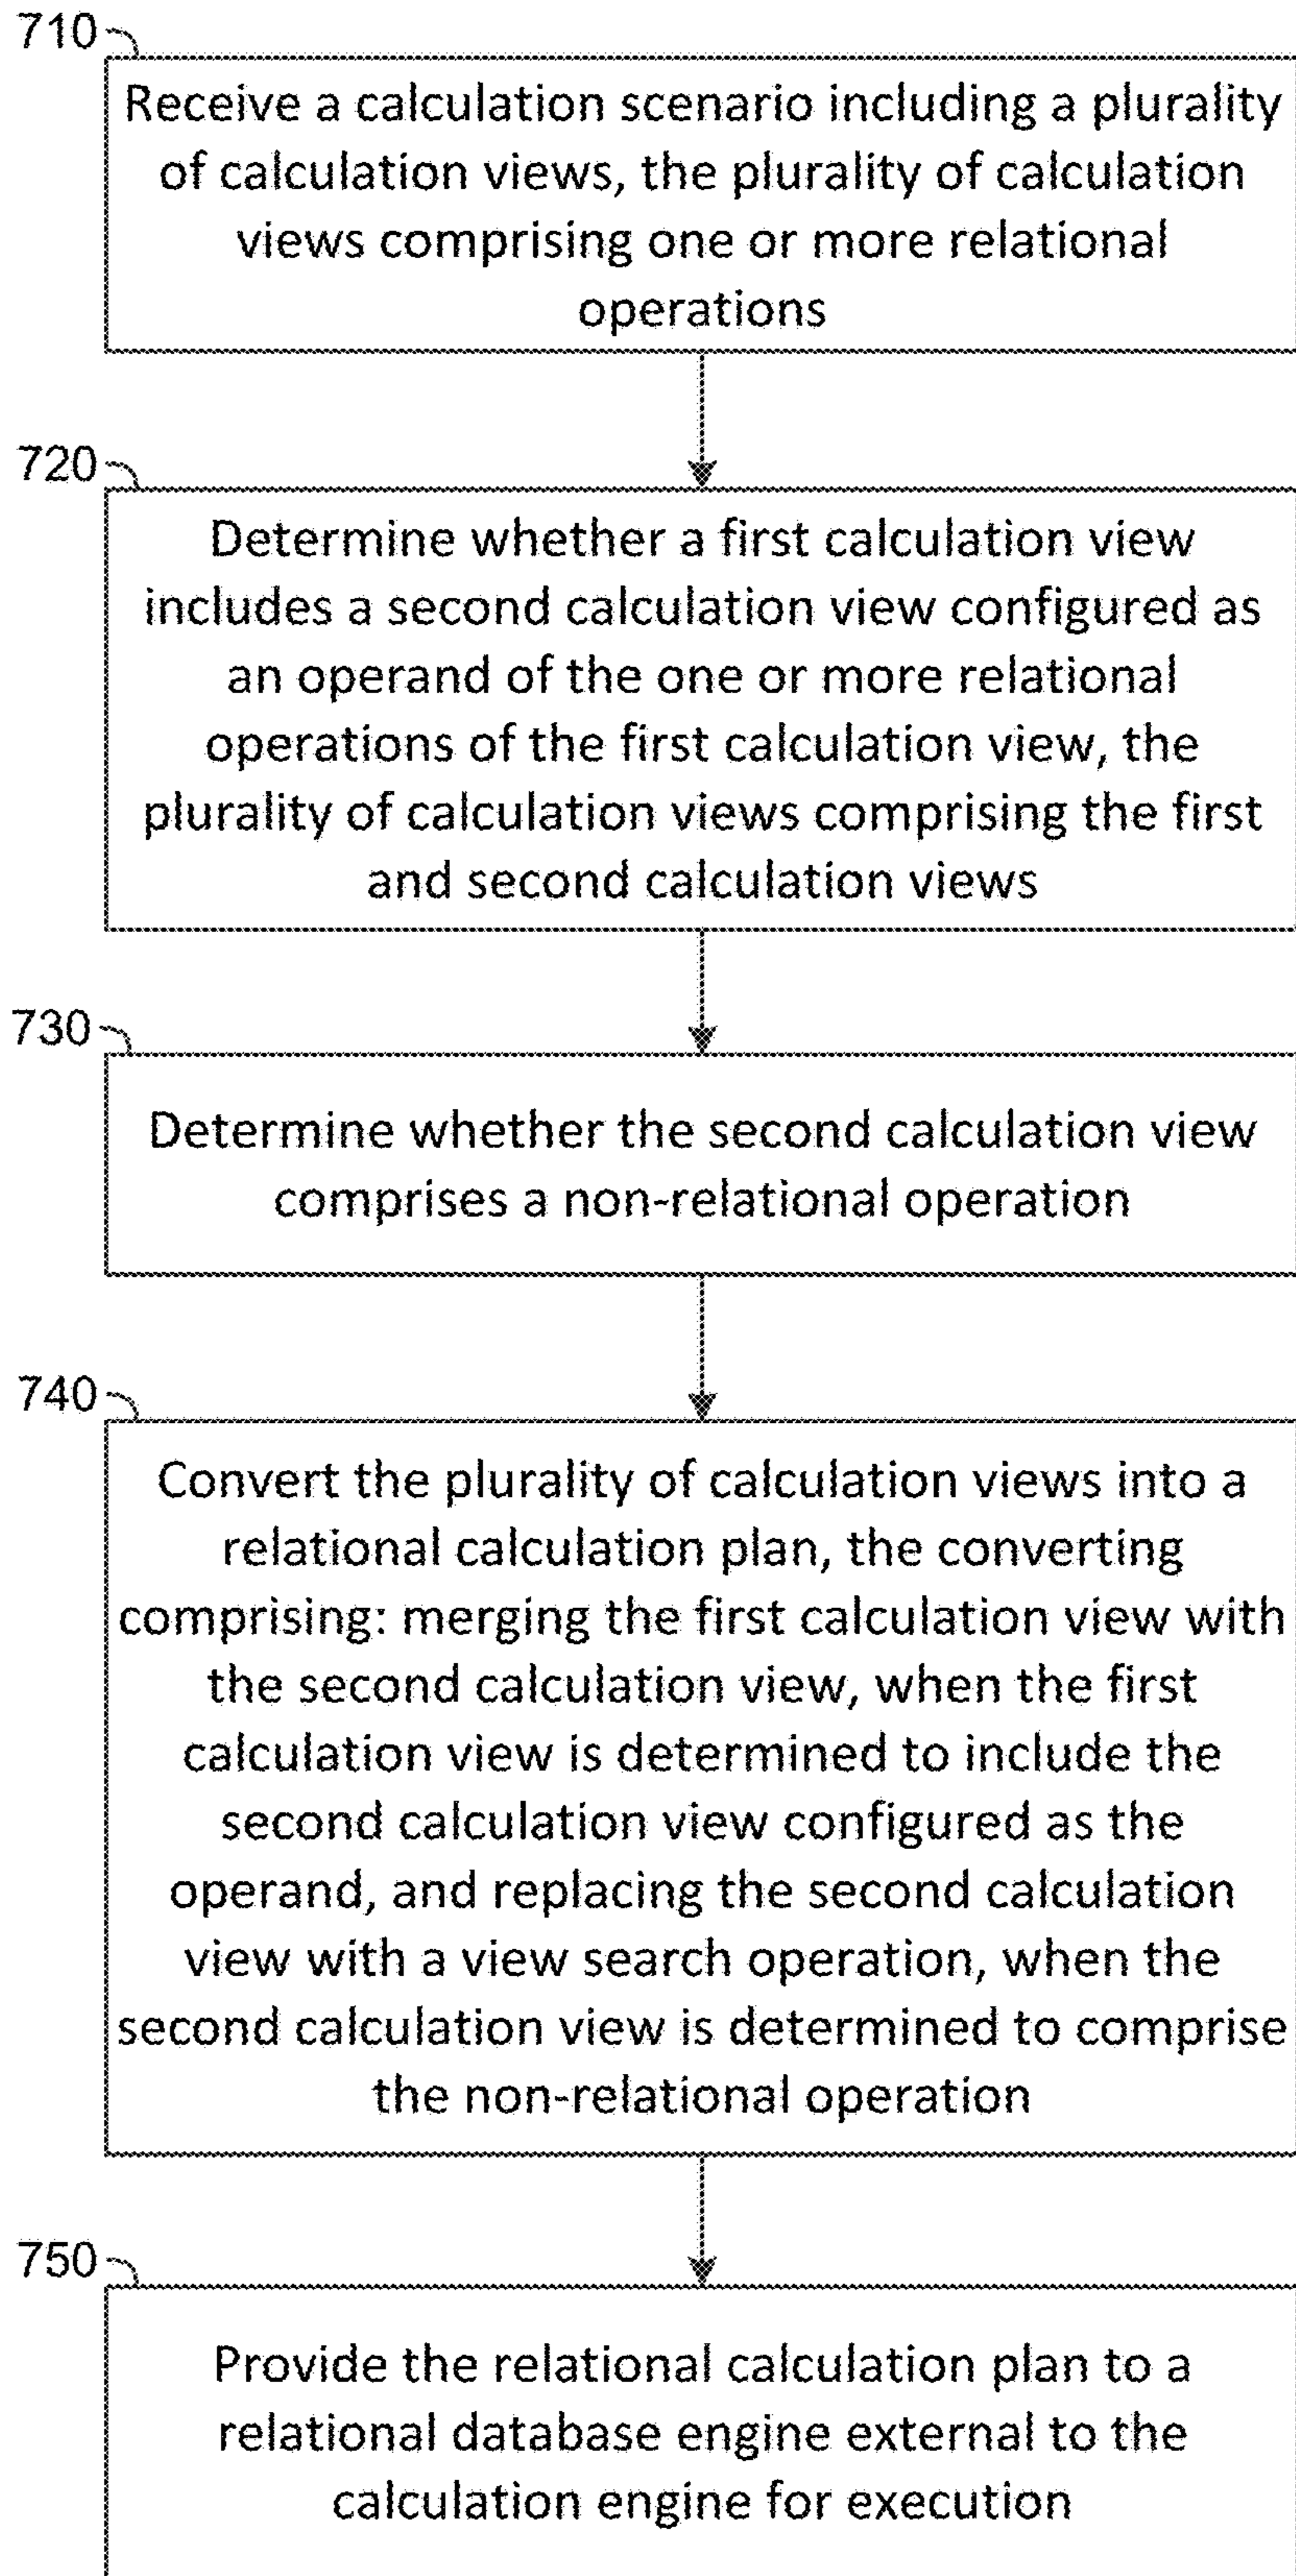 710
Receive a calculation scenario including a plurality
of calculation views, the plurality of calculation
views comprising one or more relational
operations
720
Determine whether a first calculation view
includes a second calculation view configured as
an operand of the one or more relational
operations of the first calculation view, the
plurality of calculation views comprising the first
and second calculation views
730
Determine whether the second calculation view
comprises a non-relational operation
740
Convert the plurality of calculation views into a
relational calculation plan, the converting
comprising: merging the first calculation view with
the second calculation view, when the first
calculation view is determined to include the
second calculation view configured as the
operand, and replacing the second calculation
view with a view search operation, when the
second calculation view is determined to comprise
the non-relational operation
750
Provide the relational calculation plan to a
relational database engine external to the
calculation engine for execution